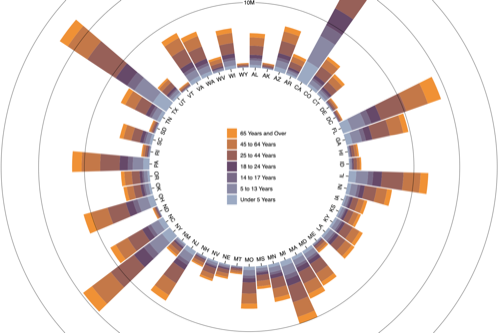 10M
AL
AK
AZ
AR
CA
CO
CT
DE
DC
FL
GA
HI
ID
IL
IN
IA
KS
KY
LA
ME
MD
MA
MI
MN
MS
MO
MT
NE
NV
NH
NJ
NM
NY
NC
ND
OH
OK
OR
PA
RI
SC
SD
TN
TX
UT
VT
VA
WA
WV
WI
WY
65 Years and Over
45 to 64 Years
25 to 44 Years
18 to 24 Years
14 to 17 Years
5 to 13 Years
Under 5 Years